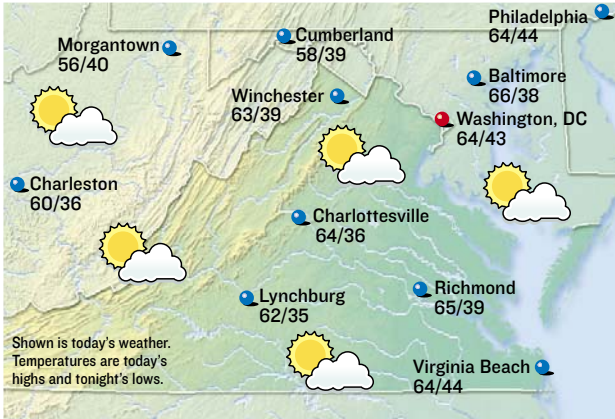 Philadelphia
64/44
Cumberland
58/39
Morgantown
56/40
Baltimore
66/38
Winchester
63/39
Washington, DC
64/43
Charleston
60/36
Charlottesville
64/36
Richmond
65/39
Lynchburg
62/35
Shown is today's weather.
Temperatures are today's
highs and tonight's lows.
Virginia Beach
64/44